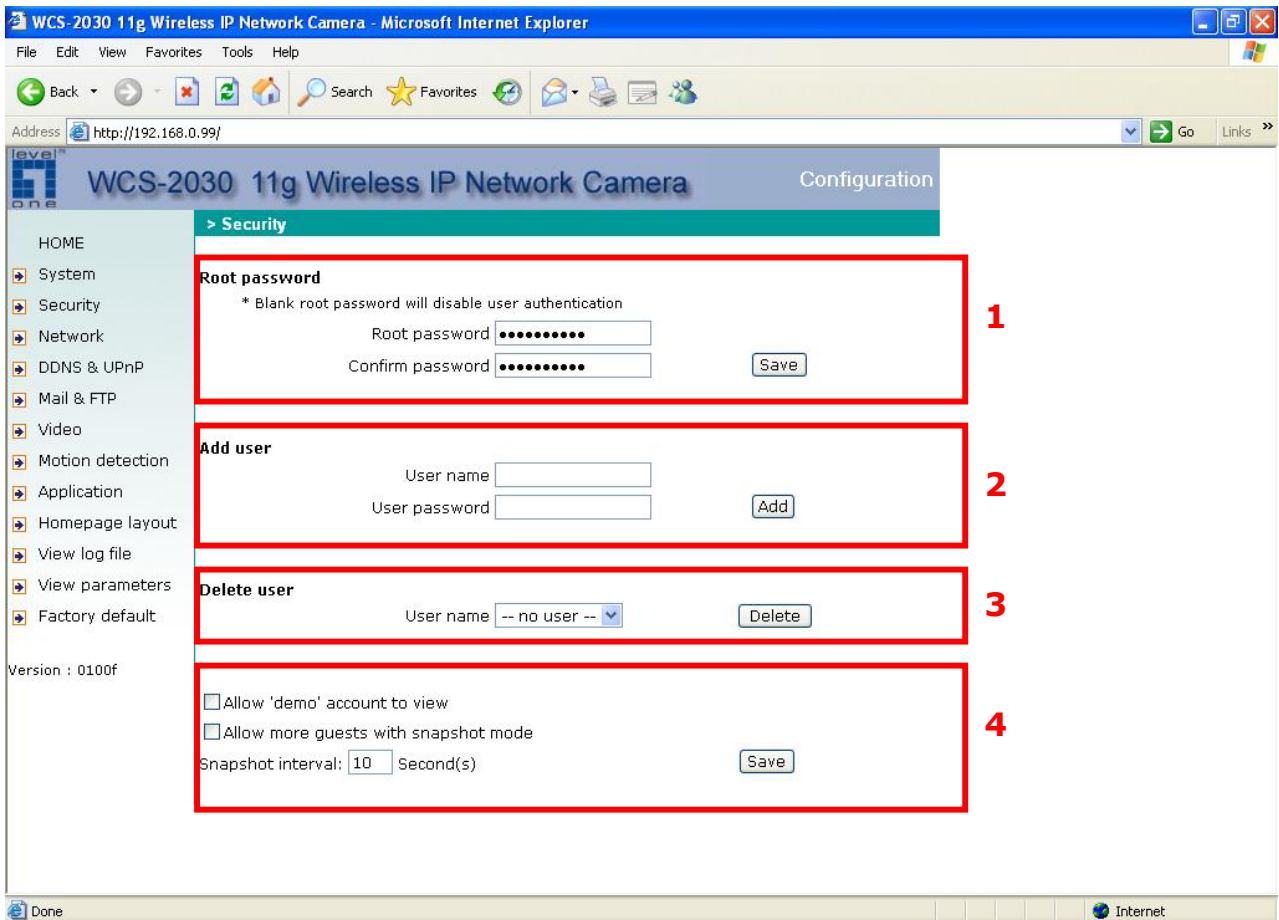 WCS-2030 11g Wireless IP Network Camera - Microsoft Internet Explorer
File Edit View Favorites Tools Help
Back Search Favorites
Address http://192.168.0.99/ Go Links »
level™
one
WCS-2030 11g Wireless IP Network Camera Configuration
> Security
HOME
System
Security
Network
DDNS & UPnP
Mail & FTP
Video
Motion detection
Application
Homepage layout
View log file
View parameters
Factory default
Version : 0100f
Root password
* Blank root password will disable user authentication
Root password ••••••••••
Confirm password •••••••••• Save
1
Add user
User name
User password Add
2
Delete user
User name -- no user -- Delete
3
Allow 'demo' account to view
Allow more guests with snapshot mode
Snapshot interval: 10 Second(s) Save
4
Done Internet